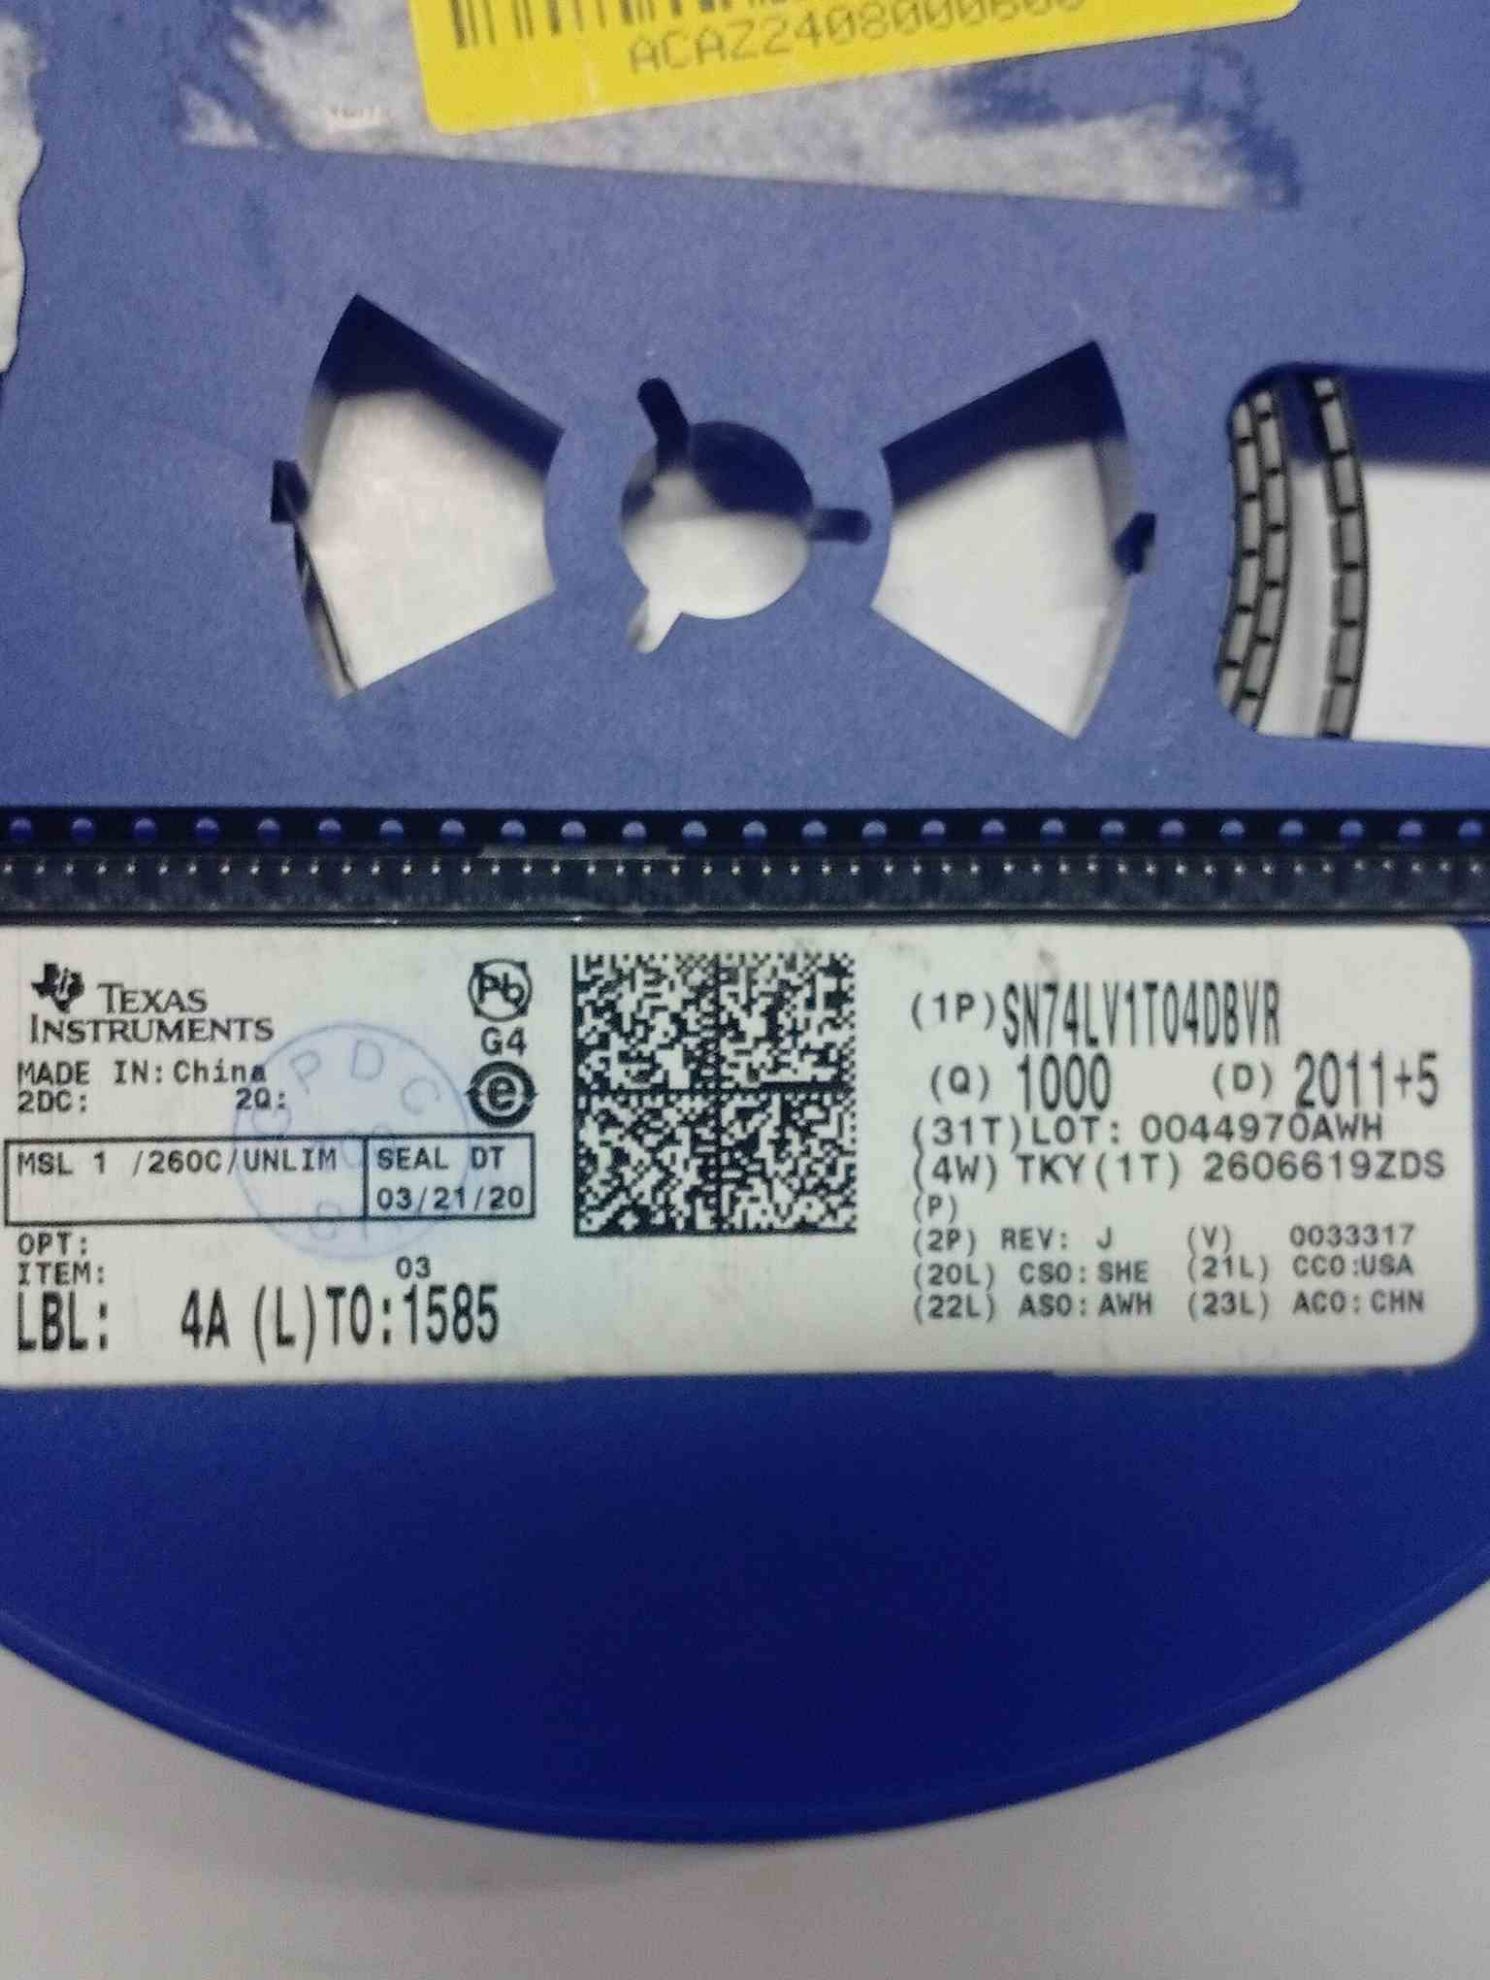 TEXAS
INSTRUMENTS
MADE IN: China
2DC: 2Q:
MSL 1 /260C/UNLIM
SEAL DT
03/21/20
OPT:
ITEM: 03
LBL: 4A (L)TO:1585
Pb
G4
e
(1P)SN74LV1T04DBVR
(Q) 1000 (D) 2011+5
(31T)LOT: 0044970AWH
(4W) TKY(1T) 2606619ZDS
(P)
(2P) REV: J (V) 0033317
(20L) CSO: SHE (21L) CCO:USA
(22L) ASO: AWH (23L) ACO: CHN